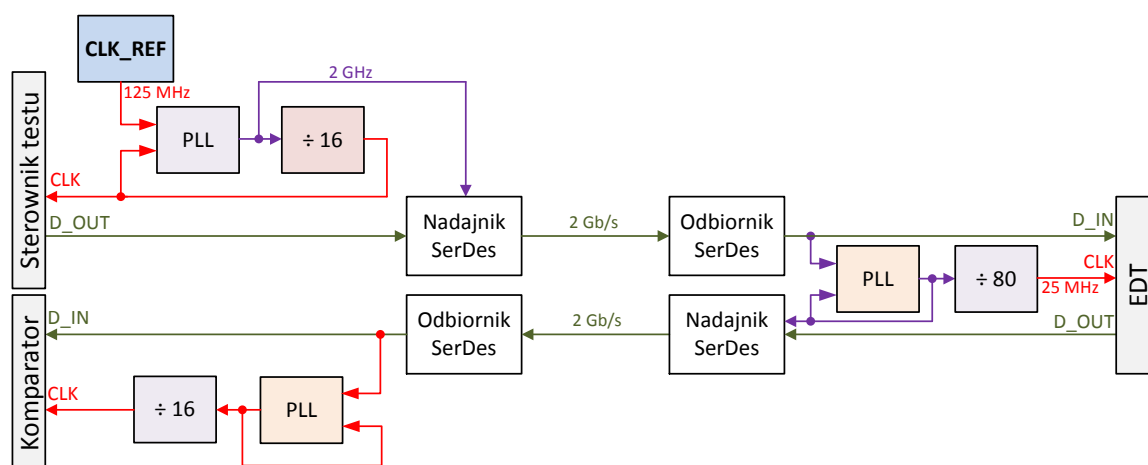 CLK_REF
125 MHz
2 GHz
PLL
÷ 16
Sterownik testu
CLK
D_OUT
Nadajnik
SerDes
2 Gb/s
Odbiornik
SerDes
D_IN
PLL
÷ 80
CLK
25 MHz
EDT
D_OUT
Nadajnik
SerDes
2 Gb/s
Odbiornik
SerDes
D_IN
Komparator
CLK
÷ 16
PLL